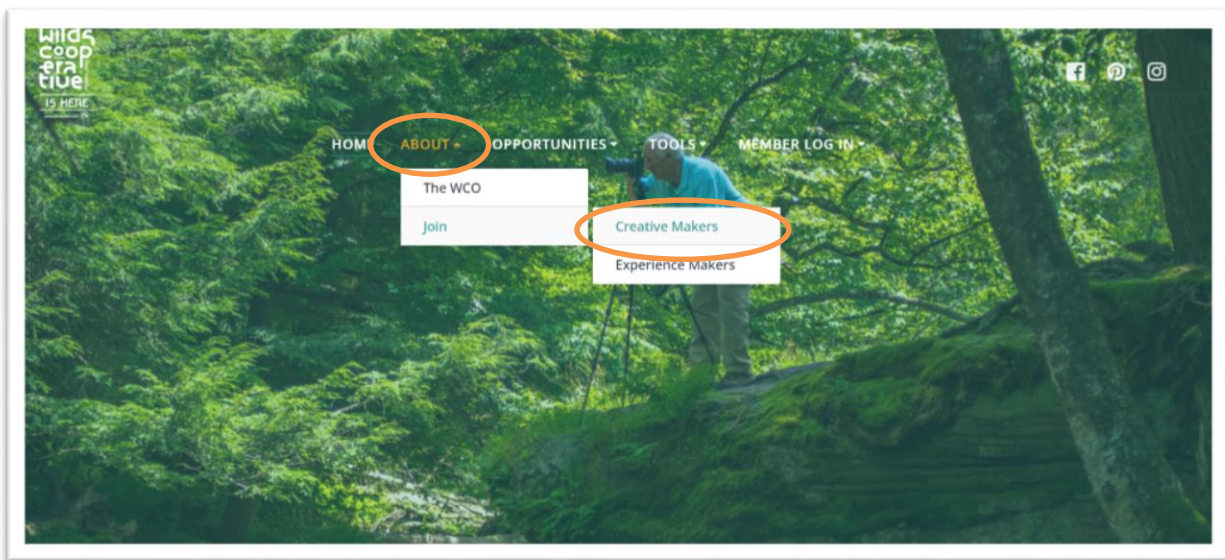 wilds
coop
era
tive
IS HERE
HOM ABOUT OPPORTUNITIES TOOLS MEMBER LOG IN
The WCO
Join
Creative Makers
Experience Makers